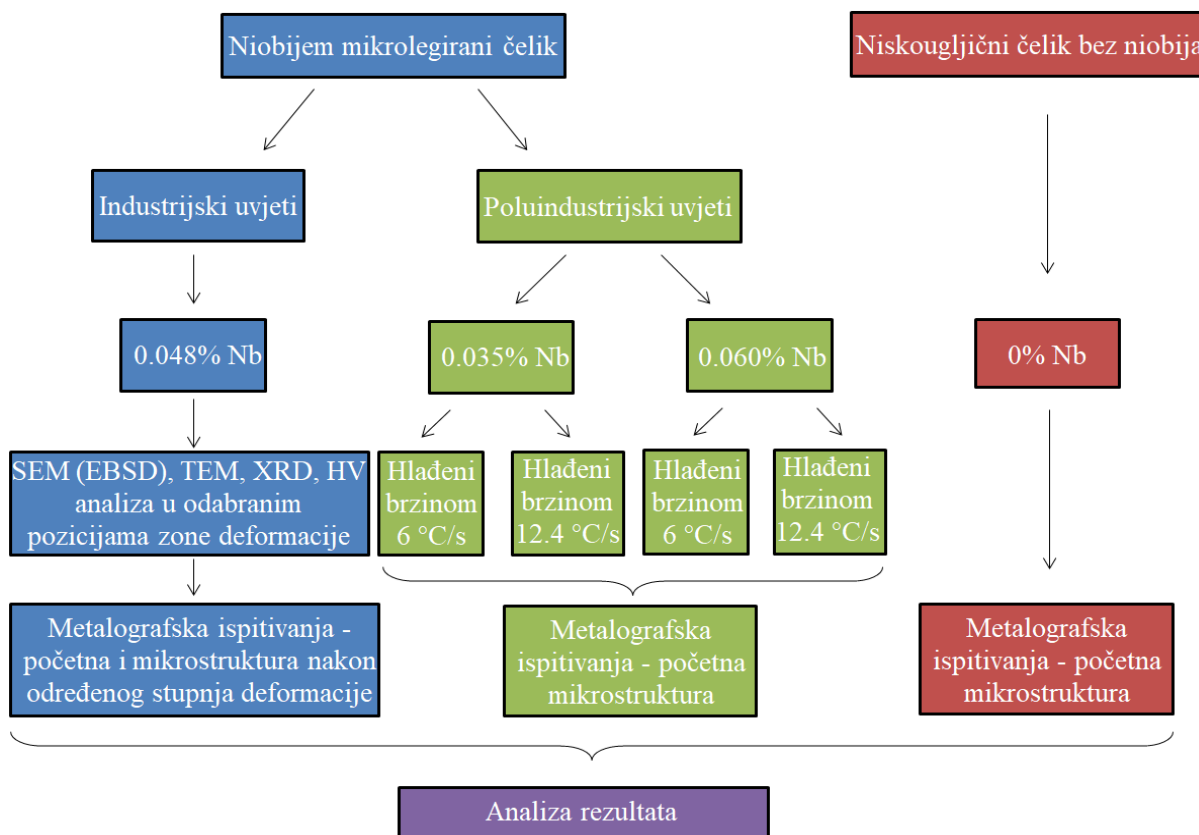 Niobijem mikrolegirani čelik
Niskougljični čelik bez niobija
Industrijski uvjeti
Poluindustrijski uvjeti
0.048% Nb
0.035% Nb
0.060% Nb
0% Nb
SEM (EBSD), TEM, XRD, HV
analiza u odabranim
pozicijama zone deformacije
Hlađeni
brzinom
6 °C/s
Hlađeni
brzinom
12.4 °C/s
Hlađeni
brzinom
6 °C/s
Hlađeni
brzinom
12.4 °C/s
Metalografska ispitivanja -
početna i mikrostruktura nakon
određenog stupnja deformacije
Metalografska
ispitivanja - početna
mikrostruktura
Metalografska
ispitivanja - početna
mikrostruktura
Analiza rezultata